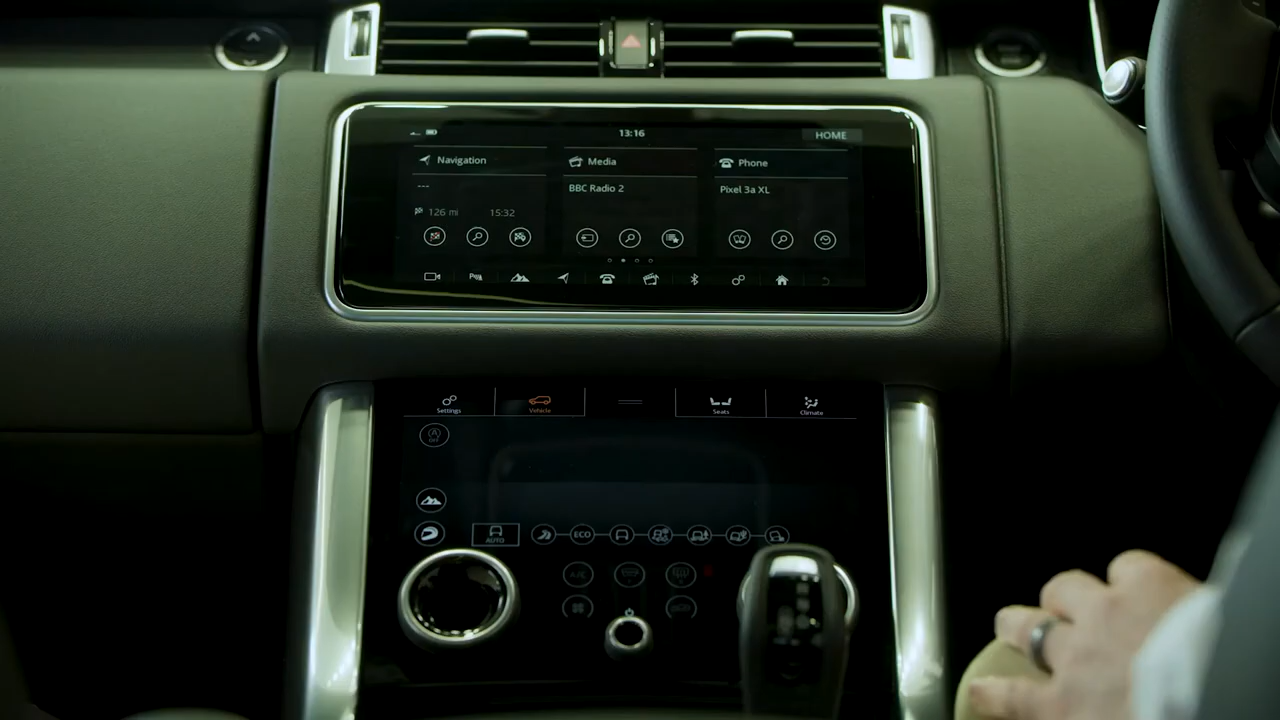 13:16
HOME
Navigation
Media
Phone
---
BBC Radio 2
Pixel 3a XL
126 mi
15:32
Settings
Vehicle
Seats
Climate
OFF
AUTO
ECO
A/C